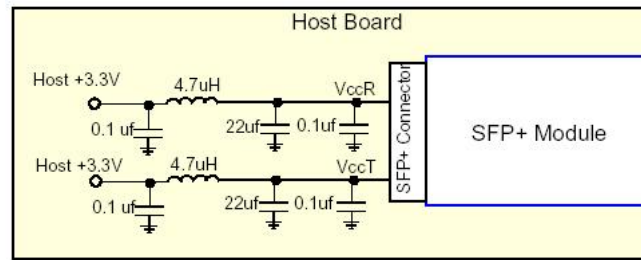 Host Board
Host +3.3V
4.7uH
VccR
0.1 uf
22uf
0.1uf
Host +3.3V
4.7uH
VccT
0.1 uf
22uf
0.1uf
SFP+ Connector
SFP+ Module